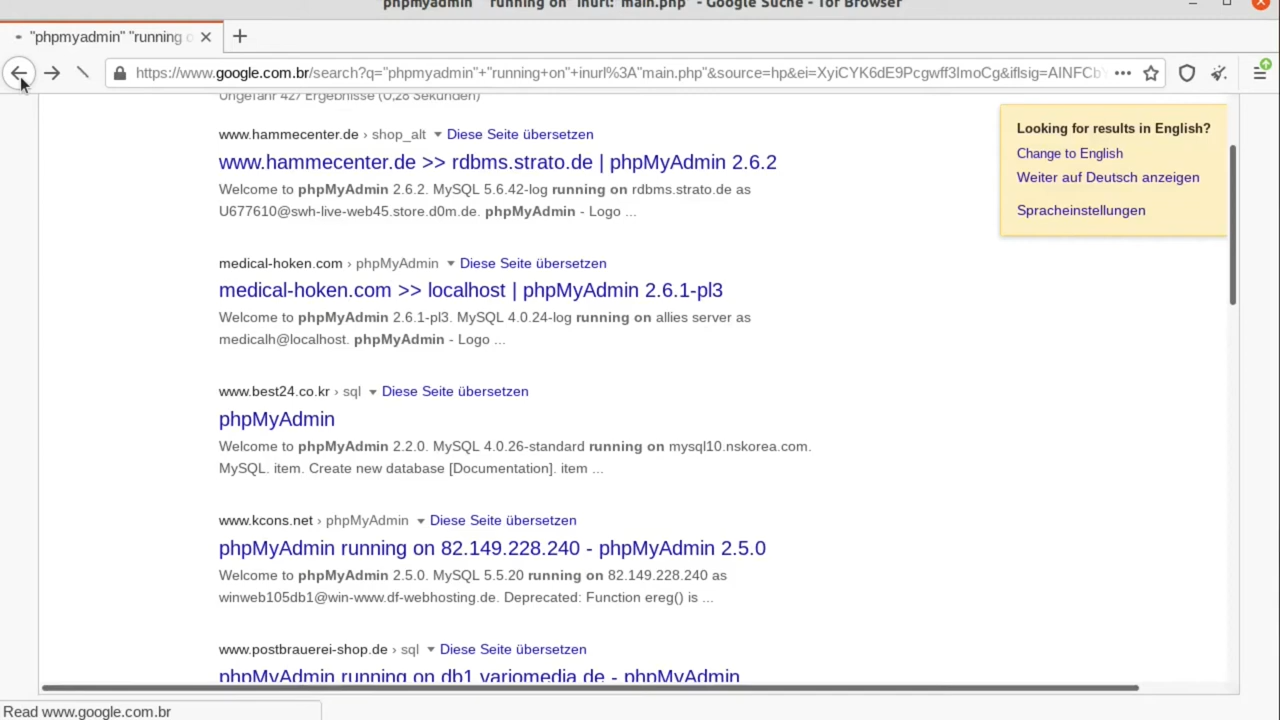 "phpmyadmin" "running on" inurl:"main.php" - Google Suche - Tor Browser
"phpmyadmin" "running o
https://www.google.com.br/search?q="phpmyadmin"+"running+on"+inurl%3A"main.php"&source=hp&ei=XyiCYK6dE9Pcgwff3ImoCg&iflsig=AINFCb
Ungefähr 427 Ergebnisse (0,28 Sekunden)
Looking for results in English?
Change to English
Weiter auf Deutsch anzeigen
Spracheinstellungen
www.hammecenter.de › shop_alt ▾ Diese Seite übersetzen
www.hammecenter.de >> rdbms.strato.de | phpMyAdmin 2.6.2
Welcome to phpMyAdmin 2.6.2. MySQL 5.6.42-log running on rdbms.strato.de as
U677610@swh-live-web45.store.d0m.de. phpMyAdmin - Logo ...
medical-hoken.com › phpMyAdmin ▾ Diese Seite übersetzen
medical-hoken.com >> localhost | phpMyAdmin 2.6.1-pl3
Welcome to phpMyAdmin 2.6.1-pl3. MySQL 4.0.24-log running on allies server as
medicalh@localhost. phpMyAdmin - Logo ...
www.best24.co.kr › sql ▾ Diese Seite übersetzen
phpMyAdmin
Welcome to phpMyAdmin 2.2.0. MySQL 4.0.26-standard running on mysql10.nskorea.com.
MySQL. item. Create new database [Documentation]. item ...
www.kcons.net › phpMyAdmin ▾ Diese Seite übersetzen
phpMyAdmin running on 82.149.228.240 - phpMyAdmin 2.5.0
Welcome to phpMyAdmin 2.5.0. MySQL 5.5.20 running on 82.149.228.240 as
winweb105db1@win-www.df-webhosting.de. Deprecated: Function ereg() is ...
www.postbrauerei-shop.de › sql ▾ Diese Seite übersetzen
phpMyAdmin running on db1.variomedia.de - phpMyAdmin
Read www.google.com.br